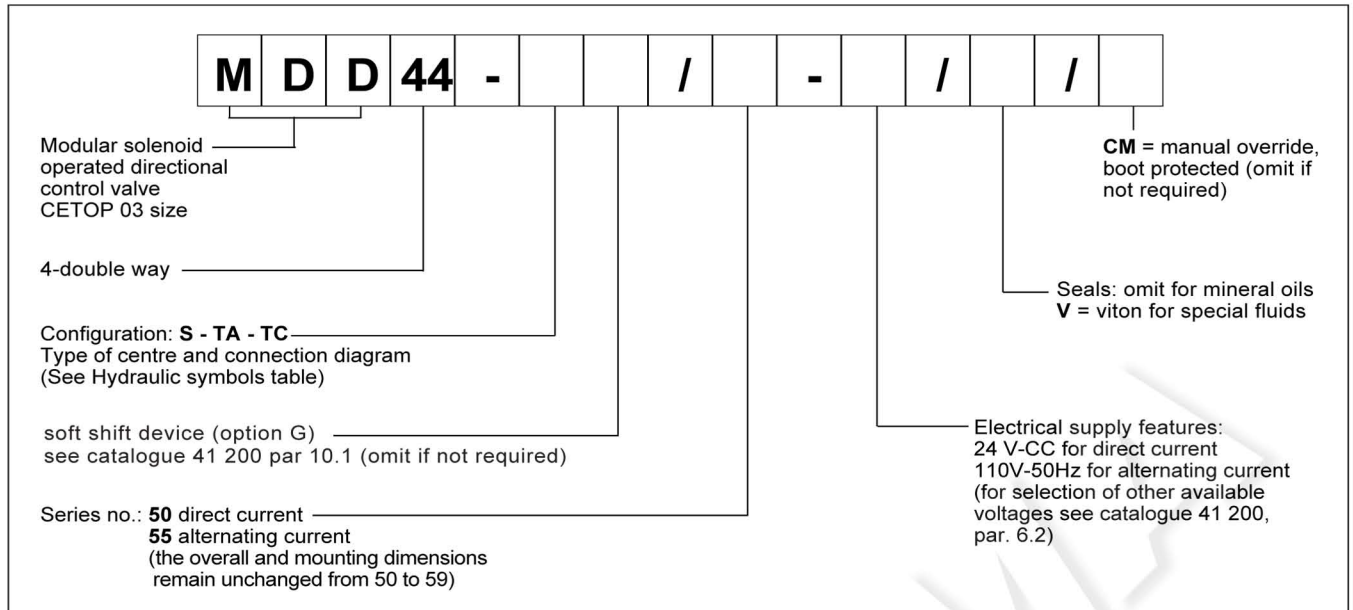 M D D 44 - / - / /
Modular solenoid
operated directional
control valve
CETOP 03 size
4-double way
Configuration: S - TA - TC
Type of centre and connection diagram
(See Hydraulic symbols table)
soft shift device (option G)
see catalogue 41 200 par 10.1 (omit if not required)
Series no.: 50 direct current
55 alternating current
(the overall and mounting dimensions
remain unchanged from 50 to 59)
CM = manual override,
boot protected (omit if
not required)
Seals: omit for mineral oils
V = viton for special fluids
Electrical supply features:
24 V-CC for direct current
110V-50Hz for alternating current
(for selection of other available
voltages see catalogue 41 200,
par. 6.2)